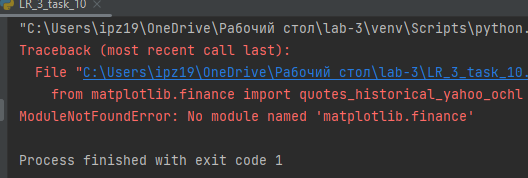 LR_3_task_10
"C:\Users\ipz19\OneDrive\Рабочий стол\lab-3\venv\Scripts\python.
Traceback (most recent call last):
File "C:\Users\ipz19\OneDrive\Рабочий стол\lab-3\LR_3_task_10.
from matplotlib.finance import quotes_historical_yahoo_ochl
ModuleNotFoundError: No module named 'matplotlib.finance'
Process finished with exit code 1